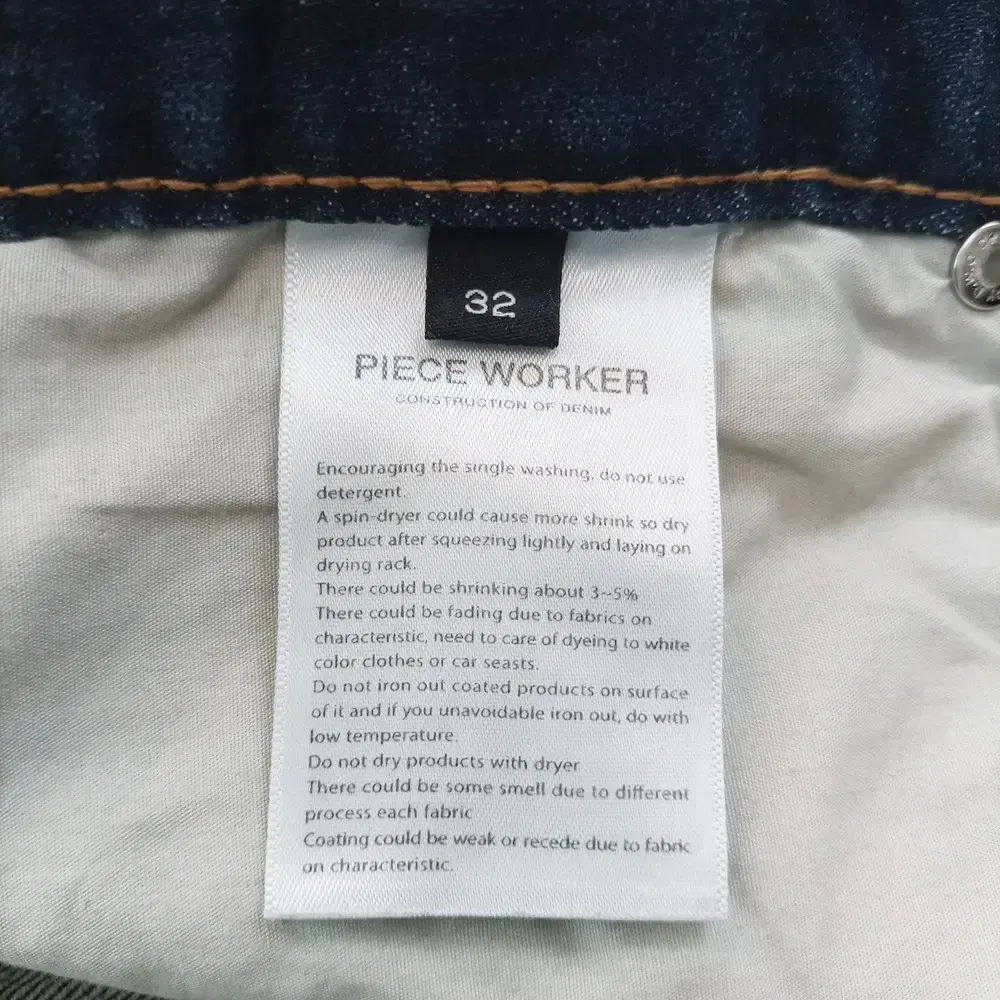 32
PIECE WORKER
CONSTRUCTION OF DENIM
Encouraging the single washing, do not use
detergent.
A spin-dryer could cause more shrink so dry
product after squeezing lightly and laying on
drying rack.
There could be shrinking about 3~5%
There could be fading due to fabrics on
characteristic, need to care of dyeing to white
color clothes or car seasts.
Do not iron out coated products on surface
of it and if you unavoidable iron out, do with
low temperature.
Do not dry products with dryer
There could be some smell due to different
process each fabric
Coating could be weak or recede due to fabric
on characteristic.